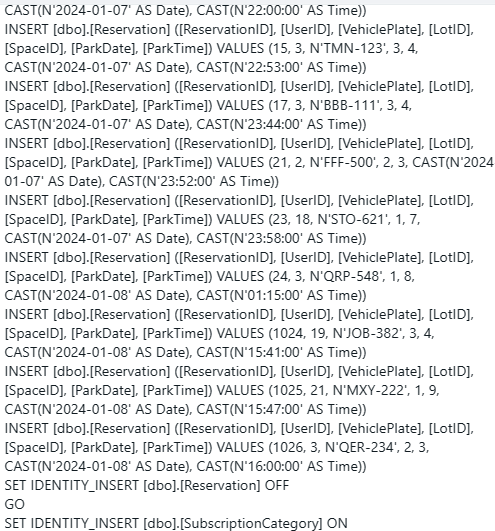 CAST(N'2024-01-07' AS Date), CAST(N'22:00:00' AS Time))
INSERT [dbo].[Reservation] ([ReservationID], [UserID], [VehiclePlate], [LotID],
[SpaceID], [ParkDate], [ParkTime]) VALUES (15, 3, N'TMN-123', 3, 4,
CAST(N'2024-01-07' AS Date), CAST(N'22:53:00' AS Time))
INSERT [dbo].[Reservation] ([ReservationID], [UserID], [VehiclePlate], [LotID],
[SpaceID], [ParkDate], [ParkTime]) VALUES (17, 3, N'BBB-111', 3, 4,
CAST(N'2024-01-07' AS Date), CAST(N'23:44:00' AS Time))
INSERT [dbo].[Reservation] ([ReservationID], [UserID], [VehiclePlate], [LotID],
[SpaceID], [ParkDate], [ParkTime]) VALUES (21, 2, N'FFF-500', 2, 3, CAST(N'2024
01-07' AS Date), CAST(N'23:52:00' AS Time))
INSERT [dbo].[Reservation] ([ReservationID], [UserID], [VehiclePlate], [LotID],
[SpaceID], [ParkDate], [ParkTime]) VALUES (23, 18, N'STO-621', 1, 7,
CAST(N'2024-01-07' AS Date), CAST(N'23:58:00' AS Time))
INSERT [dbo].[Reservation] ([ReservationID], [UserID], [VehiclePlate], [LotID],
[SpaceID], [ParkDate], [ParkTime]) VALUES (24, 3, N'QRP-548', 1, 8,
CAST(N'2024-01-08' AS Date), CAST(N'01:15:00' AS Time))
INSERT [dbo].[Reservation] ([ReservationID], [UserID], [VehiclePlate], [LotID],
[SpaceID], [ParkDate], [ParkTime]) VALUES (1024, 19, N'JOB-382', 3, 4,
CAST(N'2024-01-08' AS Date), CAST(N'15:41:00' AS Time))
INSERT [dbo].[Reservation] ([ReservationID], [UserID], [VehiclePlate], [LotID],
[SpaceID], [ParkDate], [ParkTime]) VALUES (1025, 21, N'MXY-222', 1, 9,
CAST(N'2024-01-08' AS Date), CAST(N'15:47:00' AS Time))
INSERT [dbo].[Reservation] ([ReservationID], [UserID], [VehiclePlate], [LotID],
[SpaceID], [ParkDate], [ParkTime]) VALUES (1026, 3, N'QER-234', 2, 3,
CAST(N'2024-01-08' AS Date), CAST(N'16:00:00' AS Time))
SET IDENTITY_INSERT [dbo].[Reservation] OFF
GO
SET IDENTITY_INSERT [dbo].[SubscriptionCategory] ON